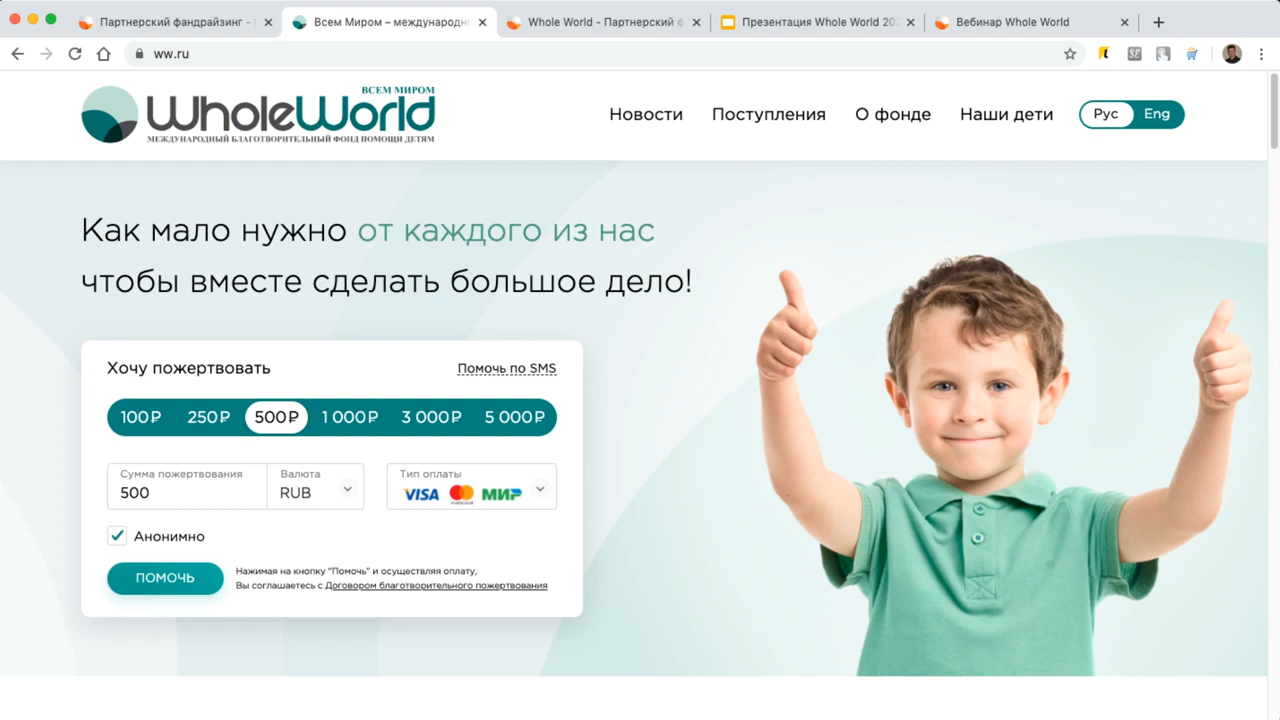 Партнерский фандрайзинг -
Всем Миром – международн
Whole World - Партнерский ф
Презентация Whole World 20
Вебинар Whole World
ww.ru
ВСЕМ МИРОМ
WholeWorld
МЕЖДУНАРОДНЫЙ БЛАГОТВОРИТЕЛЬНЫЙ ФОНД ПОМОЩИ ДЕТЯМ
Новости
Поступления
О фонде
Наши дети
Рус Eng
Как мало нужно от каждого из нас
чтобы вместе сделать большое дело!
Хочу пожертвовать
Помочь по SMS
100₽ 250₽ 500₽ 1 000₽ 3 000₽ 5 000₽
Сумма пожертвования
500
Валюта
RUB
Тип оплаты
VISA mastercard МИР
Анонимно
ПОМОЧЬ
Нажимая на кнопку "Помочь" и осуществляя оплату,
Вы соглашаетесь с Договором благотворительного пожертвования